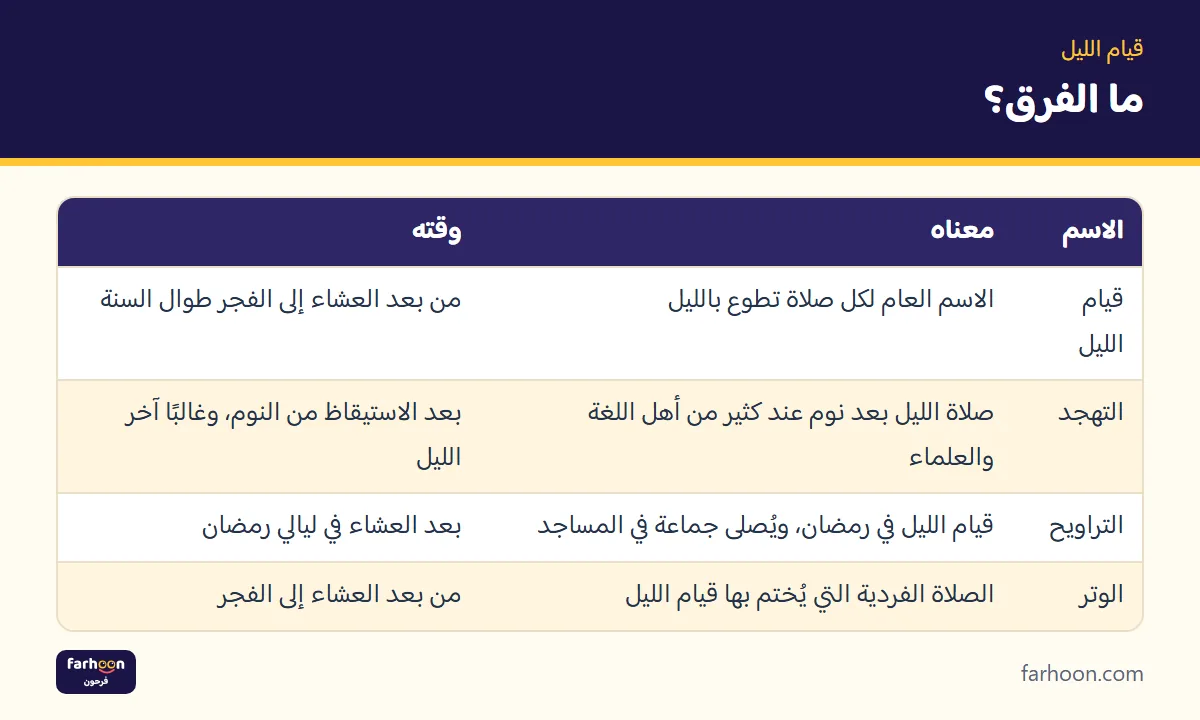 قيام الليل
ما الفرق؟
الاسم معناه وقته
قيام الليل الاسم العام لكل صلاة تطوع بالليل من بعد العشاء إلى الفجر طوال السنة
التهجد صلاة الليل بعد نوم عند كثير من أهل اللغة والعلماء بعد الاستيقاظ من النوم، وغالبًا آخر الليل
التراويح قيام الليل في رمضان، ويُصلى جماعة في المساجد بعد العشاء في ليالي رمضان
الوتر الصلاة الفردية التي يُختم بها قيام الليل من بعد العشاء إلى الفجر
farhoon.com
farhoon
فرحون